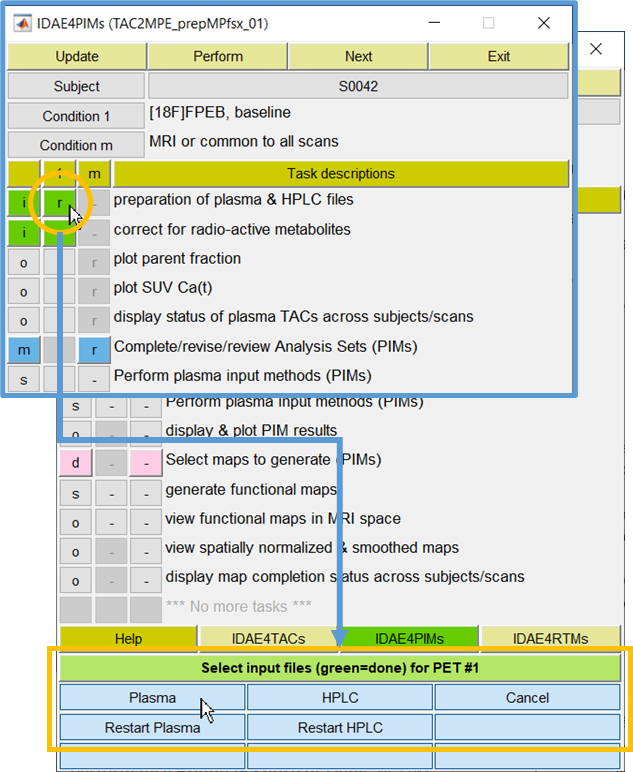 IDAE4PIMs (TAC2MPE_prepMPfsx_01)
Update Perform Next Exit
Subject S0042
Condition 1 [18F]FPEB, baseline
Condition m MRI or common to all scans
1 m Task descriptions
i r - preparation of plasma & HPLC files
i - correct for radio-active metabolites
o r plot parent fraction
o r plot SUV Ca(t)
o r display status of plasma TACs across subjects/scans
m r Complete/revise/review Analysis Sets (PIMs)
s - Perform plasma input methods (PIMs)
s - - Perform plasma input methods (PIMs)
o - - display & plot PIM results
d - - Select maps to generate (PIMs)
s - - generate functional maps
o - - view functional maps in MRI space
o - - view spatially normalized & smoothed maps
o - - display map completion status across subjects/scans
*** No more tasks ***
Help IDAE4TACs IDAE4PIMs IDAE4RTMs
Select input files (green=done) for PET #1
Plasma HPLC Cancel
Restart Plasma Restart HPLC